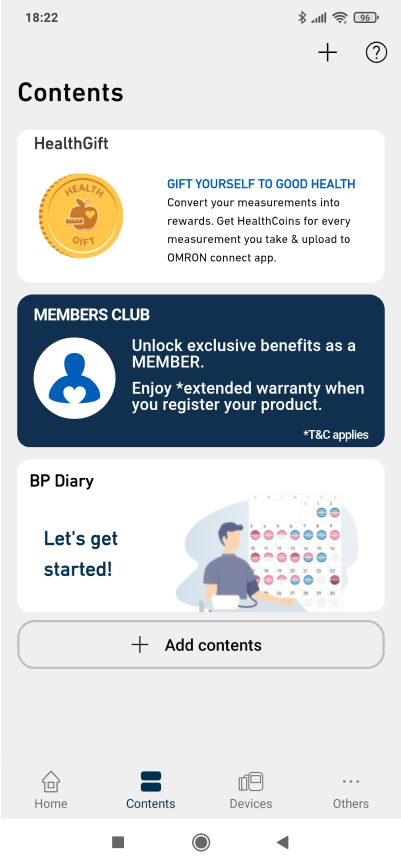 18:22
96
Contents
HealthGift
HEALTH
GIFT
GIFT YOURSELF TO GOOD HEALTH
Convert your measurements into
rewards. Get HealthCoins for every
measurement you take & upload to
OMRON connect app.
MEMBERS CLUB
Unlock exclusive benefits as a
MEMBER.
Enjoy *extended warranty when
you register your product.
*T&C applies
BP Diary
Let's get
started!
Add contents
Home
Contents
Devices
Others